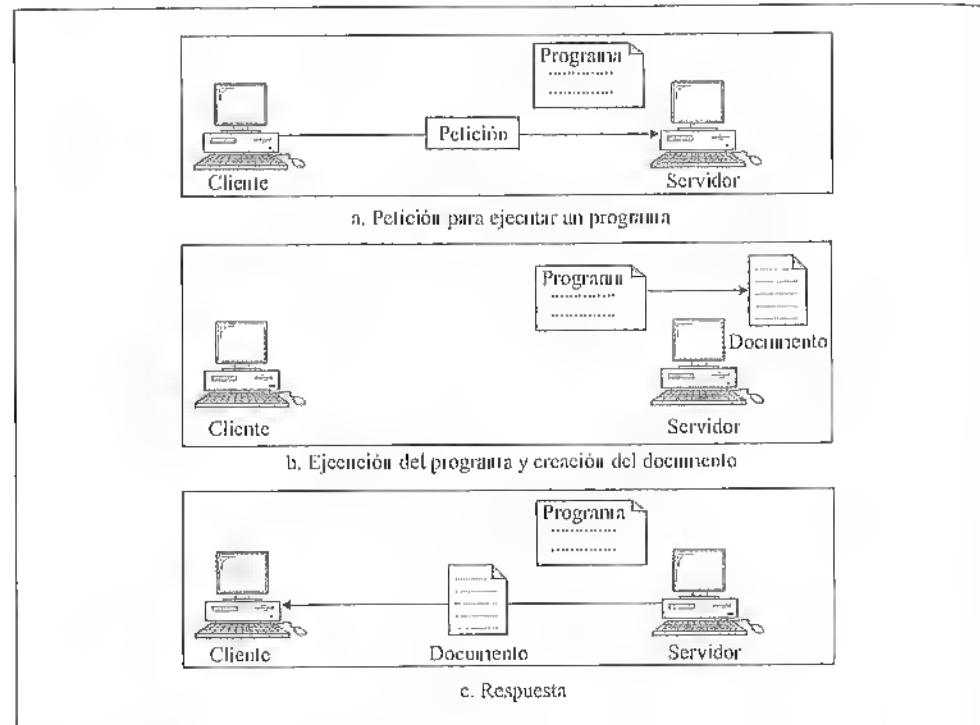 Programa
Petición
Cliente
Servidor
a. Petición para ejecutar un programa
Programa
Documento
Cliente
Servidor
b. Ejecución del programa y creación del documento
Programa
Cliente
Documento
Servidor
c. Respuesta